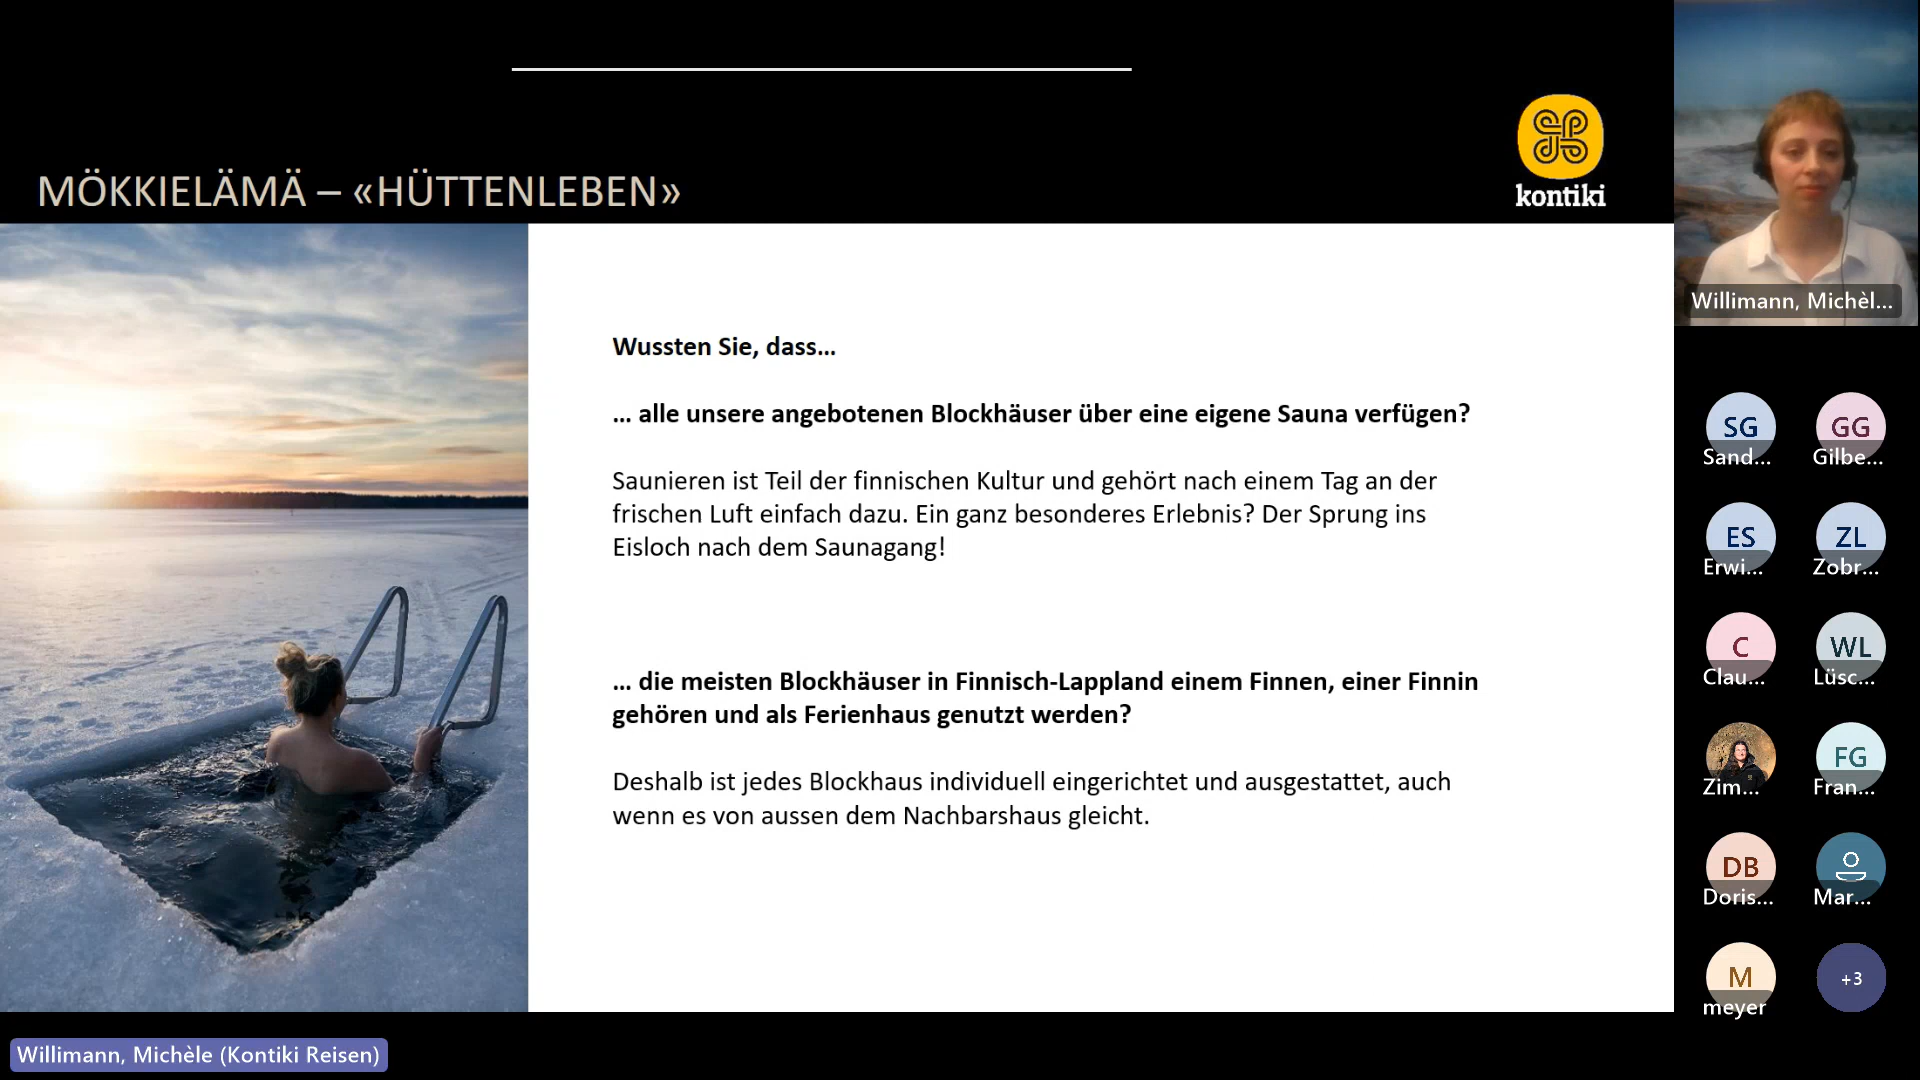 MÖKKIELÄMÄ – «HÜTTENLEBEN»
kontiki
Wussten Sie, dass...
... alle unsere angebotenen Blockhäuser über eine eigene Sauna verfügen?
Saunieren ist Teil der finnischen Kultur und gehört nach einem Tag an der
frischen Luft einfach dazu. Ein ganz besonderes Erlebnis? Der Sprung ins
Eisloch nach dem Saunagang!
... die meisten Blockhäuser in Finnisch-Lappland einem Finnen, einer Finnin
gehören und als Ferienhaus genutzt werden?
Deshalb ist jedes Blockhaus individuell eingerichtet und ausgestattet, auch
wenn es von aussen dem Nachbarshaus gleicht.
Willimann, Michèl...
SG
Sand...
GG
Gilbe...
ES
Erwi...
ZL
Zobr...
C
Clau...
WL
Lüsc...
Zim...
FG
Fran...
DB
Doris...
Mar...
M
meyer
+3
Willimann, Michèle (Kontiki Reisen)